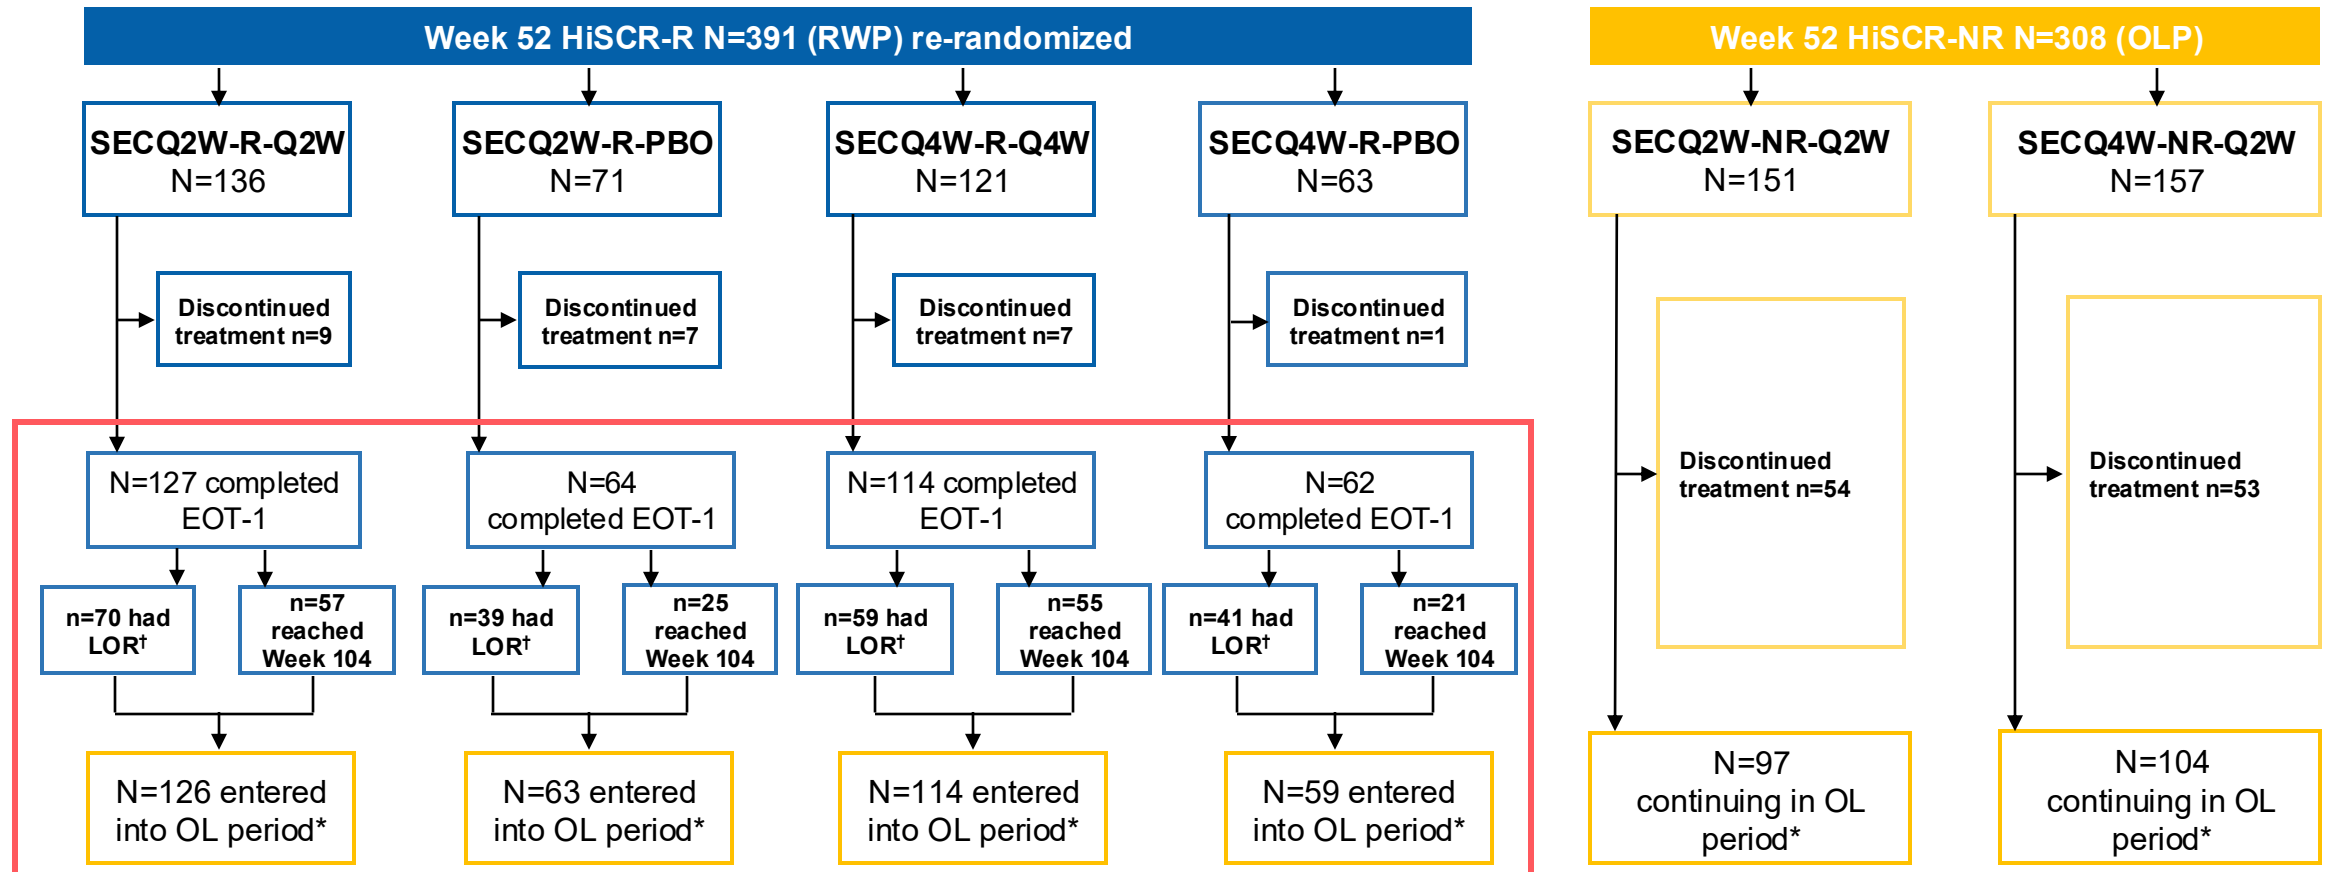 Week 52 HiSCR-R N=391 (RWP) re-randomized
Week 52 HiSCR-NR N=308 (OLP)
SECQ2W-R-Q2W
N=136
SECQ2W-R-PBO
N=71
SECQ4W-R-Q4W
N=121
SECQ4W-R-PBO
N=63
SECQ2W-NR-Q2W
N=151
SECQ4W-NR-Q2W
N=157
Discontinued
treatment n=9
Discontinued
treatment n=7
Discontinued
treatment n=7
Discontinued
treatment n=1
Discontinued
treatment n=54
Discontinued
treatment n=53
N=127 completed
EOT-1
N=64
completed EOT-1
N=114 completed
EOT-1
N=62
completed EOT-1
n=70 had
LOR†
n=57
reached
Week 104
n=39 had
LOR†
n=25
reached
Week 104
n=59 had
LOR†
n=55
reached
Week 104
n=41 had
LOR†
n=21
reached
Week 104
N=126 entered
into OL period*
N=63 entered
into OL period*
N=114 entered
into OL period*
N=59 entered
into OL period*
N=97
continuing in OL
period*
N=104
continuing in OL
period*